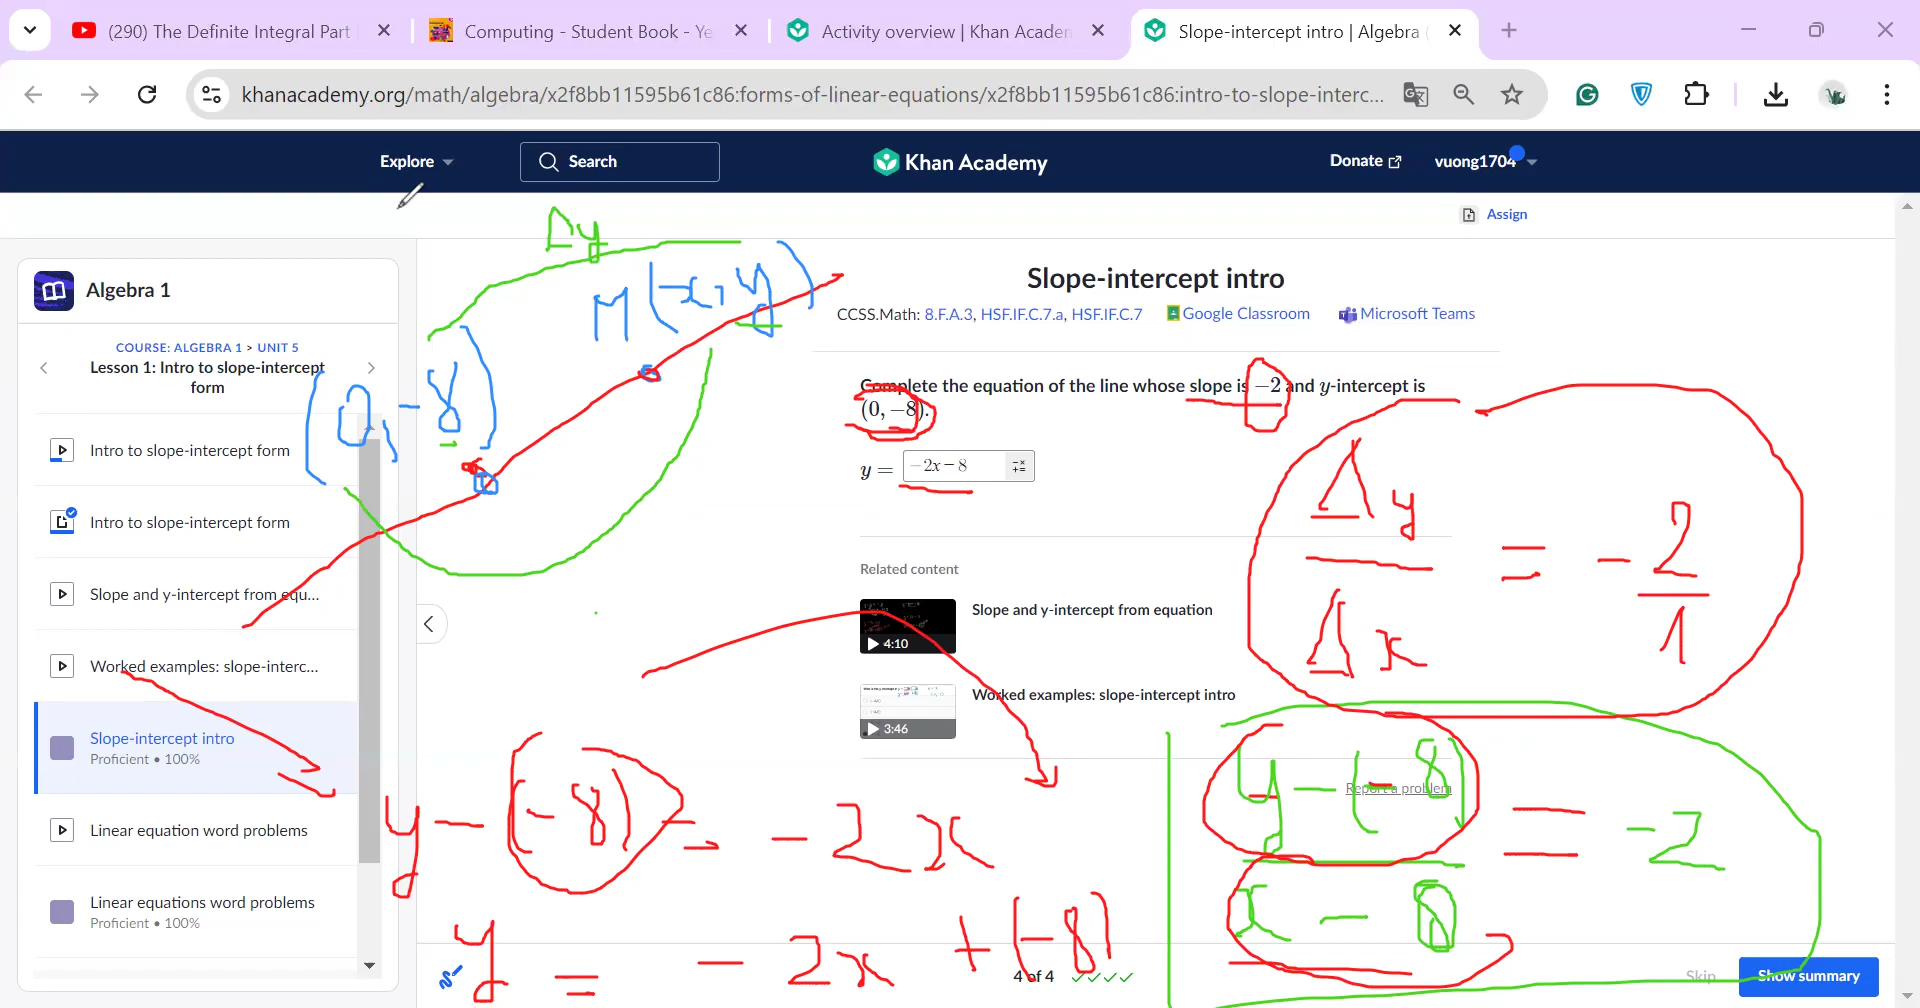 (290) The Definite Integral Part
Computing - Student Book - Ye
Activity overview | Khan Academ
Slope-intercept intro | Algebra (
khanacademy.org/math/algebra/x2f8bb11595b61c86:forms-of-linear-equations/x2f8bb11595b61c86:intro-to-slope-interc...
Explore
Search
Khan Academy
Donate
vuong1704
Assign
Algebra 1
COURSE: ALGEBRA 1 > UNIT 5
Lesson 1: Intro to slope-intercept
form
Intro to slope-intercept form
Intro to slope-intercept form
Slope and y-intercept from equ...
Worked examples: slope-interc...
Slope-intercept intro
Proficient • 100%
Linear equation word problems
Linear equations word problems
Proficient • 100%
Δy
M(x, y)
(0, -8)
Slope-intercept intro
CCSS.Math: 8.F.A.3, HSF.IF.C.7.a, HSF.IF.C.7
Google Classroom
Microsoft Teams
Complete the equation of the line whose slope is −2 and y-intercept is
(0, −8).
y = −2x − 8
Related content
Slope and y-intercept from equation
4:10
Worked examples: slope-intercept intro
3:46
Report a problem
Δy
Δx
= - 2
1
y - (-8)
x - 0
= -2
y - (-8) = -2x
y = -2x + (-8)
4 of 4
Skip
Show summary